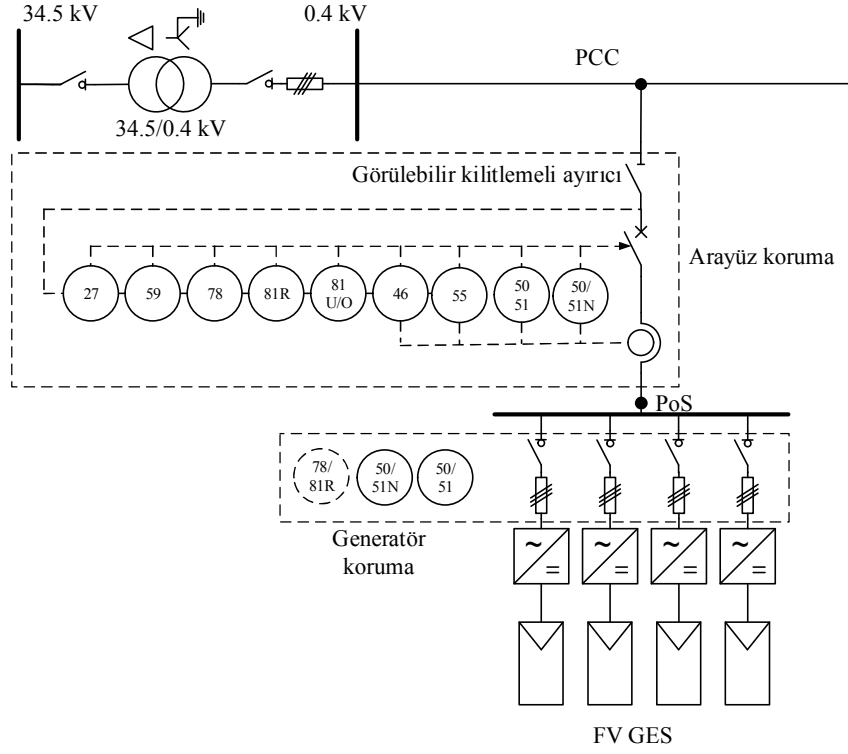 34.5 kV
0.4 kV
PCC
34.5/0.4 kV
Görülebilir kilitlemeli ayırıcı
Arayüz koruma
27
59
78
81R
81
U/O
46
55
50
51
50/
51N
PoS
78/
81R
50/
51N
50/
51
Generatör
koruma
~
=
~
=
~
=
~
=
FV GES